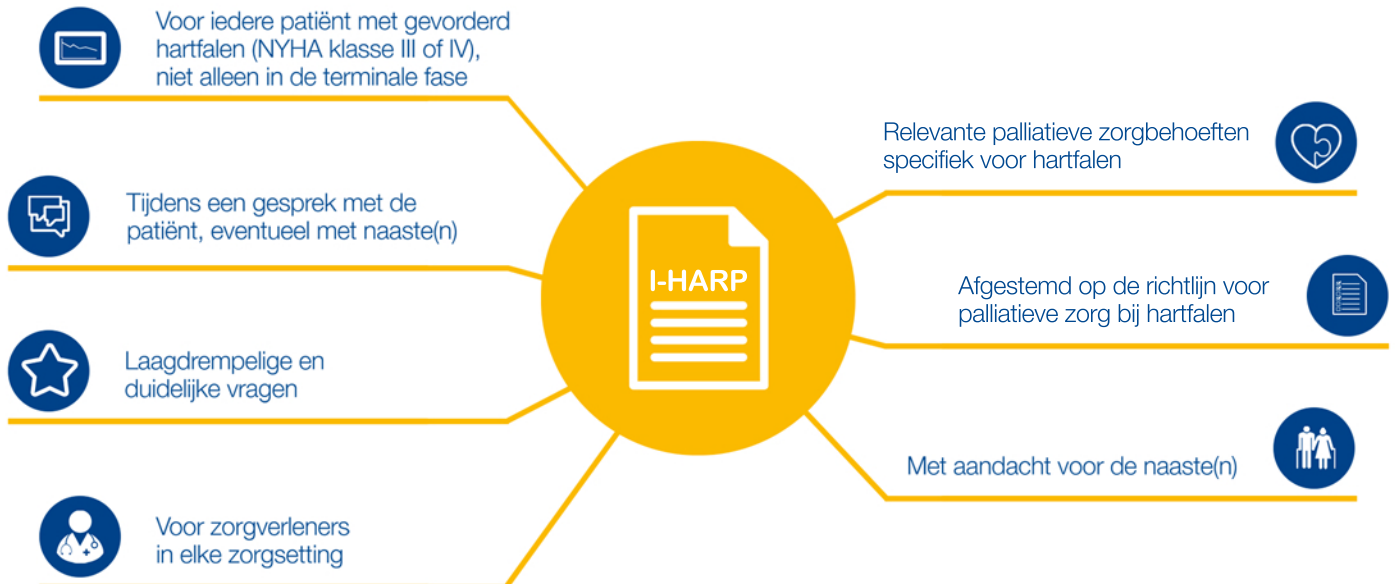 Voor iedere patiënt met gevorderd
hartfalen (NYHA klasse III of IV),
niet alleen in de terminale fase
Tijdens een gesprek met de
patiënt, eventueel met naaste(n)
Laagdrempelige en
duidelijke vragen
Voor zorgverleners
in elke zorgsetting
I-HARP
Relevante palliatieve zorgbehoeften
specifiek voor hartfalen
Afgestemd op de richtlijn voor
palliatieve zorg bij hartfalen
Met aandacht voor de naaste(n)